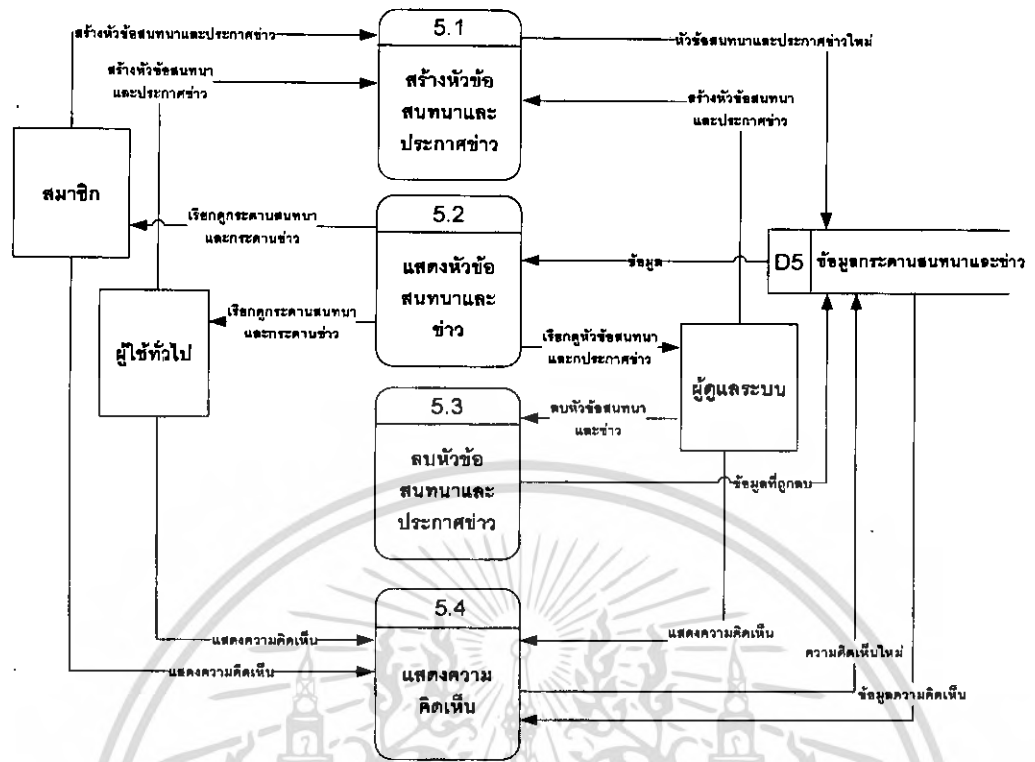 สร้างหัวข้อสนทนาและประกาศข่าว
5.1
หัวข้อสนทนาและประกาศข่าวใหม่
สร้างหัวข้อสนทนา
และประกาศข่าว
สร้างหัวข้อ
สนทนาและ
ประกาศข่าว
สร้างหัวข้อสนทนา
และประกาศข่าว
สมาชิก
เรียกดูกระดานสนทนา
และกระดานข่าว
5.2
แสดงหัวข้อ
สนทนาและ
ข่าว
ข้อมูล
D5
ข้อมูลกระดานสนทนาและข่าว
ผู้ใช้ทั่วไป
เรียกดูกระดานสนทนา
และกระดานข่าว
เรียกดูหัวข้อสนทนา
และกประกาศข่าว
ผู้ดูแลระบบ
5.3
ลบหัวข้อ
สนทนาและ
ประกาศข่าว
ลบหัวข้อสนทนา
และข่าว
ข้อมูลที่ถูกลบ
5.4
แสดงความ
คิดเห็น
แสดงความคิดเห็น
แสดงความคิดเห็น
แสดงความคิดเห็น
ความคิดเห็นใหม่
ข้อมูลความคิดเห็น